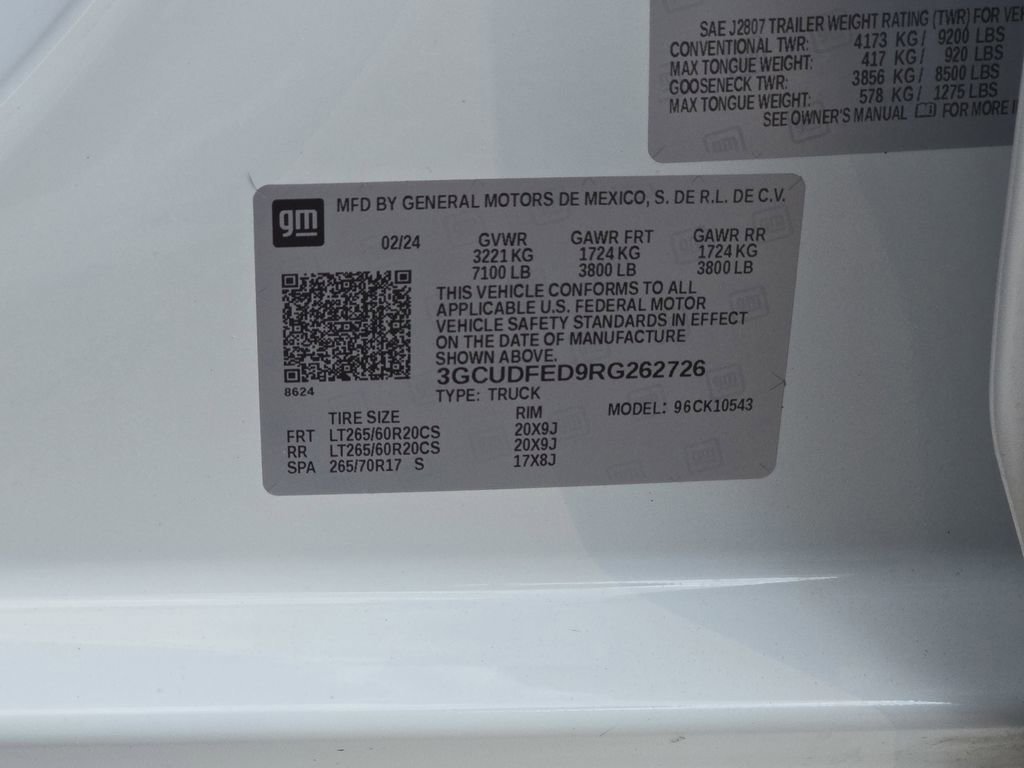 SAE J2807 TRAILER WEIGHT RATING (TWR) FOR
CONVENTIONAL TWR: 4173 KG / 9200 LBS
MAX TONGUE WEIGHT: 417 KG / 920 LBS
GOOSENECK TWR: 3856 KG / 8500 LBS
MAX TONGUE WEIGHT: 578 KG / 1275 LBS
SEE OWNER'S MANUAL FOR MORE
gm MFD BY GENERAL MOTORS DE MEXICO, S. DE R.L. DE C.V.
02/24 GVWR GAWR FRT GAWR RR
3221 KG 1724 KG 1724 KG
7100 LB 3800 LB 3800 LB
THIS VEHICLE CONFORMS TO ALL
APPLICABLE U.S. FEDERAL MOTOR
VEHICLE SAFETY STANDARDS IN EFFECT
ON THE DATE OF MANUFACTURE
SHOWN ABOVE.
3GCUDFED9RG262726
8624 TYPE: TRUCK
TIRE SIZE RIM MODEL: 96CK10543
FRT LT265/60R20CS 20X9J
RR LT265/60R20CS 20X9J
SPA 265/70R17 S 17X8J